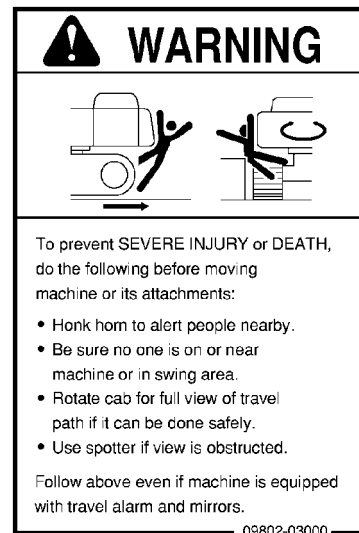 WARNING
To prevent SEVERE INJURY or DEATH,
do the following before moving
machine or its attachments:
• Honk horn to alert people nearby.
• Be sure no one is on or near
machine or in swing area.
• Rotate cab for full view of travel
path if it can be done safely.
• Use spotter if view is obstructed.
Follow above even if machine is equipped
with travel alarm and mirrors.
09802-03000